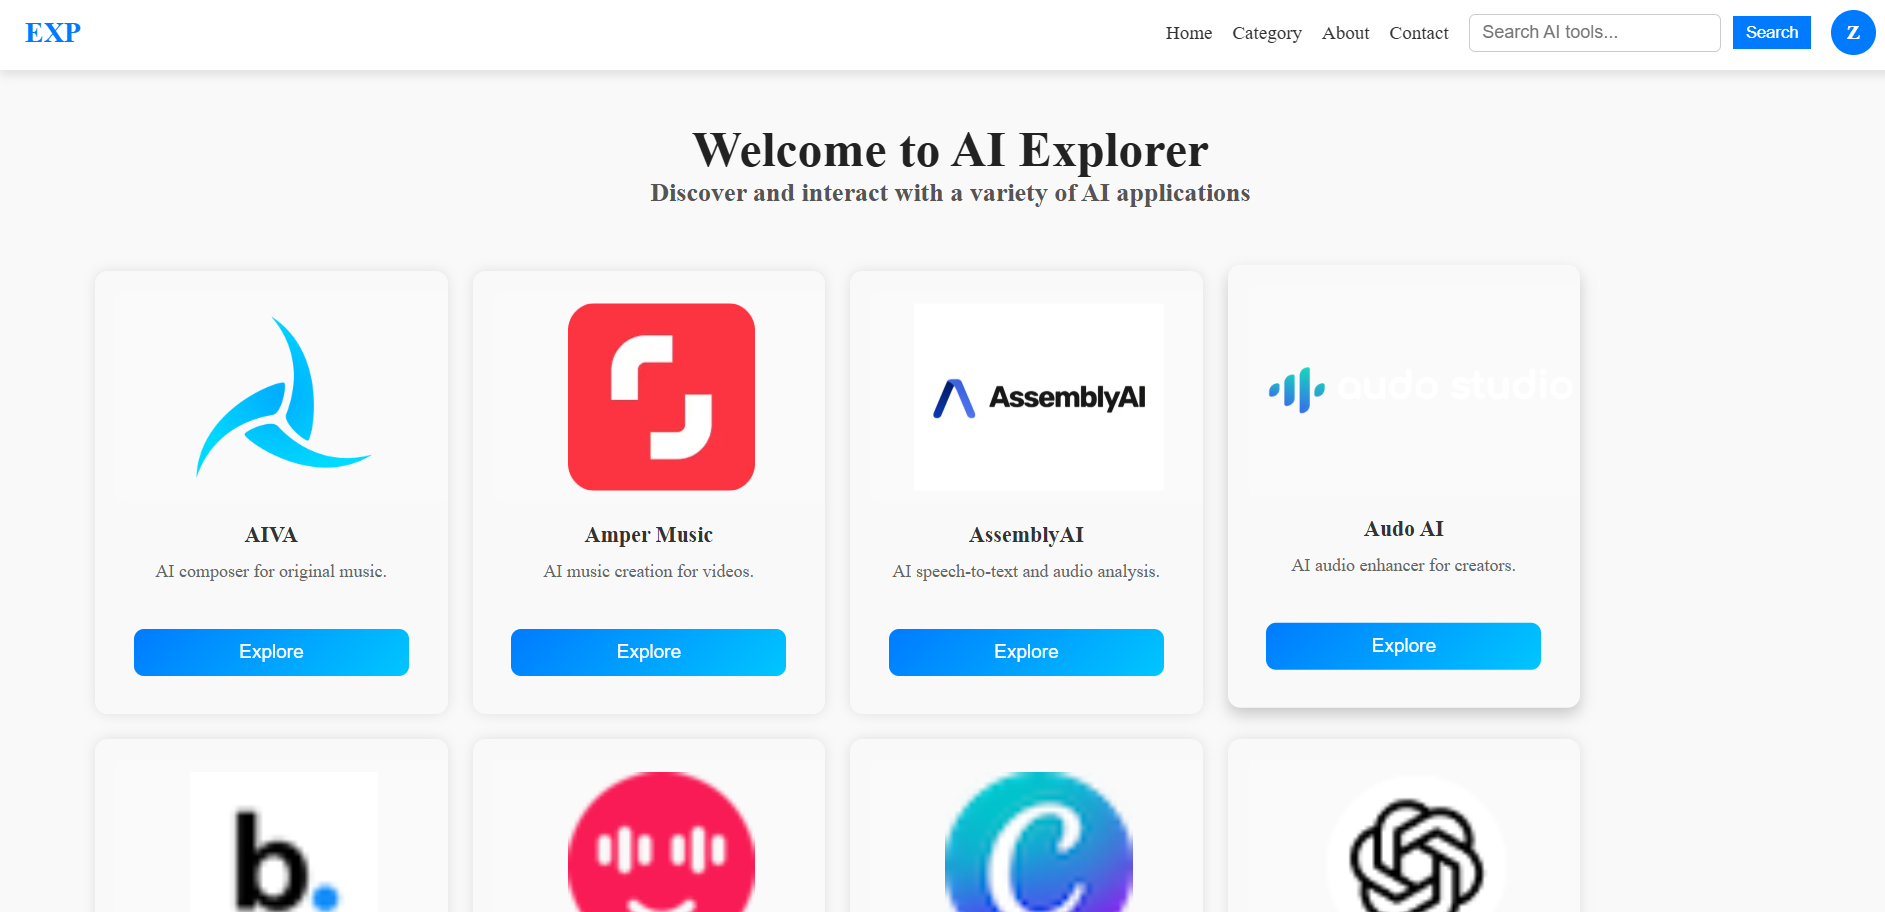 EXP
Home Category About Contact Search AI tools... Search Z
Welcome to AI Explorer
Discover and interact with a variety of AI applications
AssemblyAI
audo studio
AIVA
AI composer for original music.
Explore
Amper Music
AI music creation for videos.
Explore
AssemblyAI
AI speech-to-text and audio analysis.
Explore
Audo AI
AI audio enhancer for creators.
Explore
b.
C